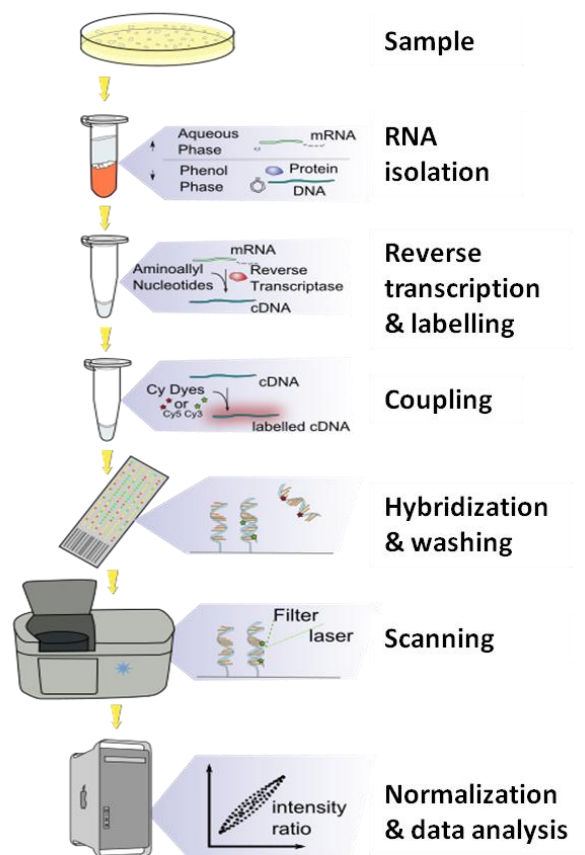 Sample
Aqueous
Phase
mRNA
Phenol
Phase
Protein
DNA
RNA
isolation
mRNA
Aminoallyl
Nucleotides
Reverse
Transcriptase
cDNA
Reverse
transcription
& labelling
cDNA
Cy Dyes
or
Cy5 Cy3
labelled cDNA
Coupling
Hybridization
& washing
Filter
laser
Scanning
intensity
ratio
Normalization
& data analysis